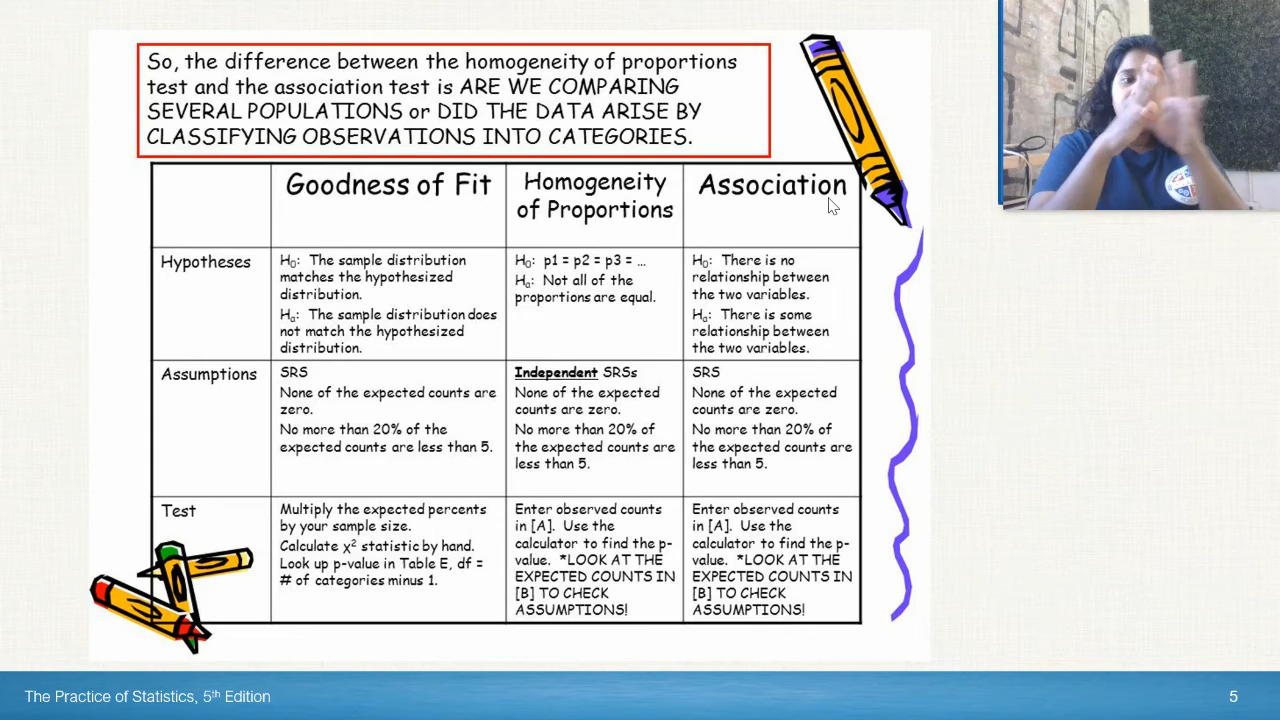 So, the difference between the homogeneity of proportions
test and the association test is ARE WE COMPARING
SEVERAL POPULATIONS or DID THE DATA ARISE BY
CLASSIFYING OBSERVATIONS INTO CATEGORIES.
Goodness of Fit
Homogeneity
of Proportions
Association
Hypotheses
H₀: The sample distribution
matches the hypothesized
distribution.
Hₐ: The sample distribution does
not match the hypothesized
distribution.
H₀: p1 = p2 = p3 = …
Hₐ: Not all of the
proportions are equal.
H₀: There is no
relationship between
the two variables.
Hₐ: There is some
relationship between
the two variables.
Assumptions
SRS
None of the expected counts are
zero.
No more than 20% of the
expected counts are less than 5.
Independent SRSs
None of the expected
counts are zero.
No more than 20% of
the expected counts are
less than 5.
SRS
None of the expected
counts are zero.
No more than 20% of
the expected counts are
less than 5.
Test
Multiply the expected percents
by your sample size.
Calculate χ² statistic by hand.
Look up p-value in Table E, df =
# of categories minus 1.
Enter observed counts
in [A]. Use the
calculator to find the p-
value. *LOOK AT THE
EXPECTED COUNTS IN
[B] TO CHECK
ASSUMPTIONS!
Enter observed counts
in [A]. Use the
calculator to find the p-
value. *LOOK AT THE
EXPECTED COUNTS IN
[B] TO CHECK
ASSUMPTIONS!
The Practice of Statistics, 5th Edition
5